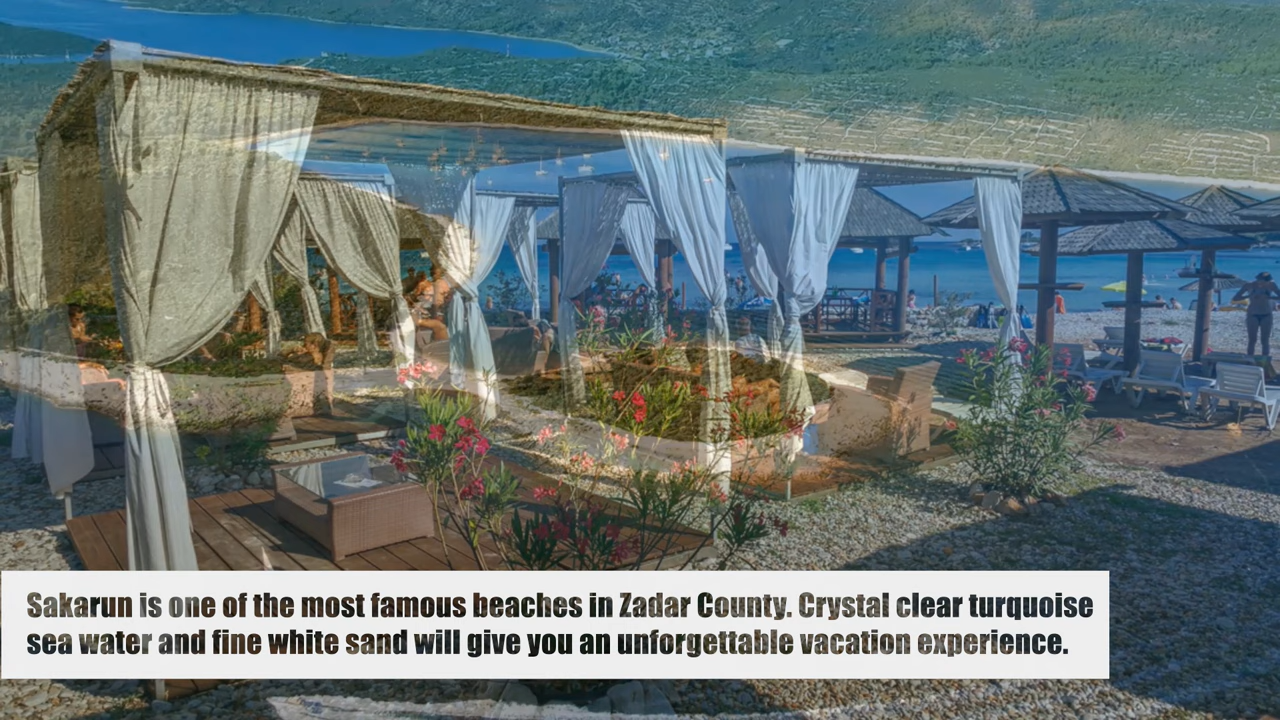 Sakarun is one of the most famous beaches in Zadar County. Crystal clear turquoise
sea water and fine white sand will give you an unforgettable vacation experience.